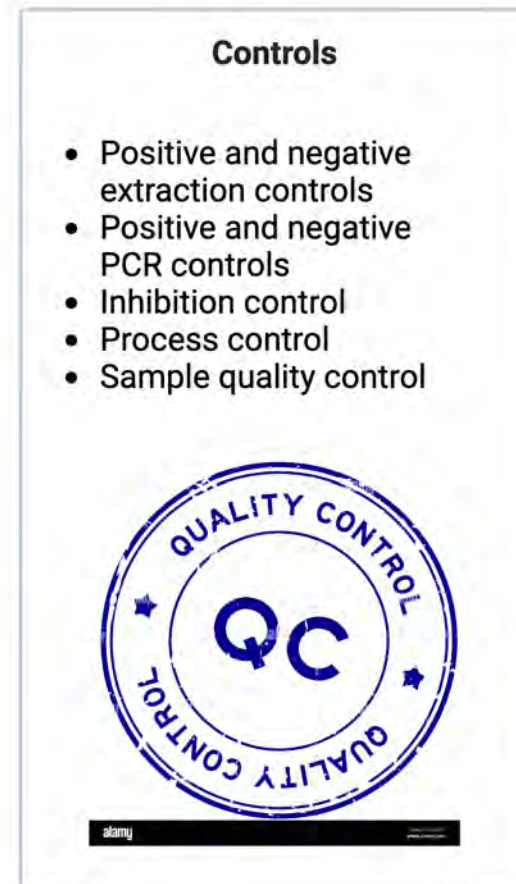 Controls
• Positive and negative
extraction controls
• Positive and negative
PCR controls
• Inhibition control
• Process control
• Sample quality control
QUALITY CONTROL
QC
QUALITY CONTROL
alamy